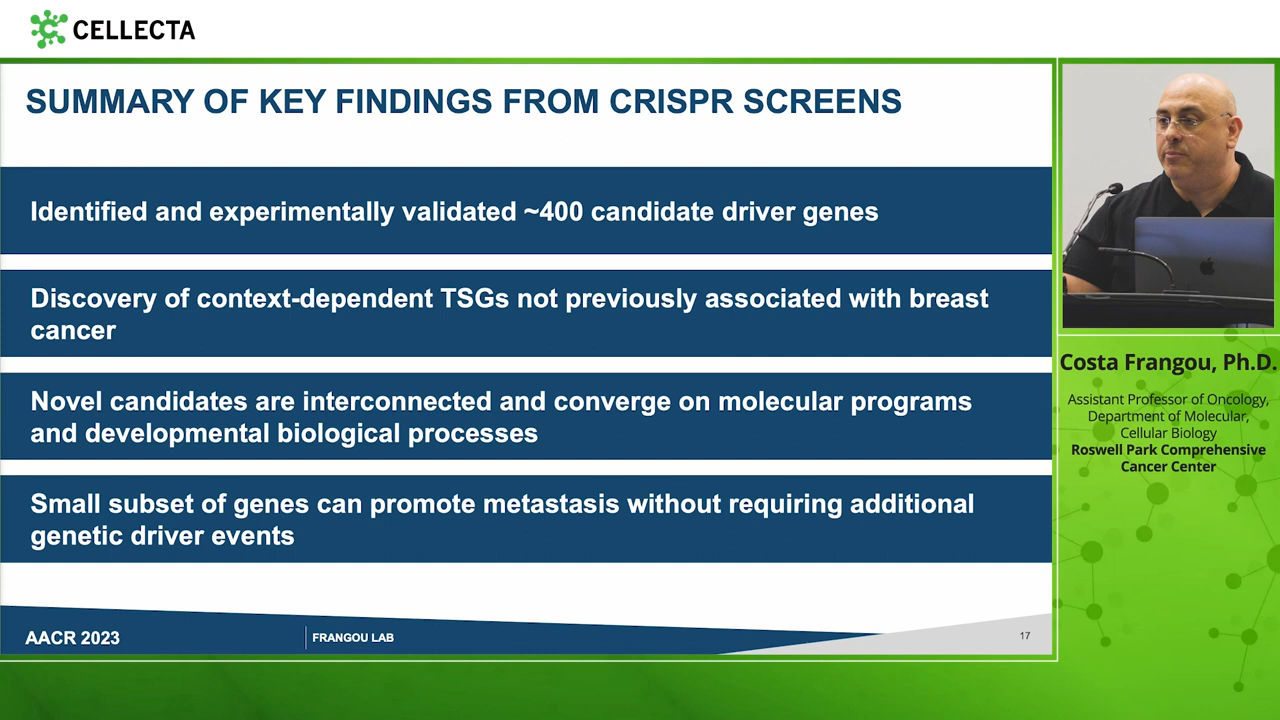 CELLECTA
SUMMARY OF KEY FINDINGS FROM CRISPR SCREENS
Identified and experimentally validated ~400 candidate driver genes
Discovery of context-dependent TSGs not previously associated with breast
cancer
Novel candidates are interconnected and converge on molecular programs
and developmental biological processes
Small subset of genes can promote metastasis without requiring additional
genetic driver events
AACR 2023
FRANGOU LAB
17
Costa Frangou, Ph.D.
Assistant Professor of Oncology,
Department of Molecular,
Cellular Biology
Roswell Park Comprehensive
Cancer Center